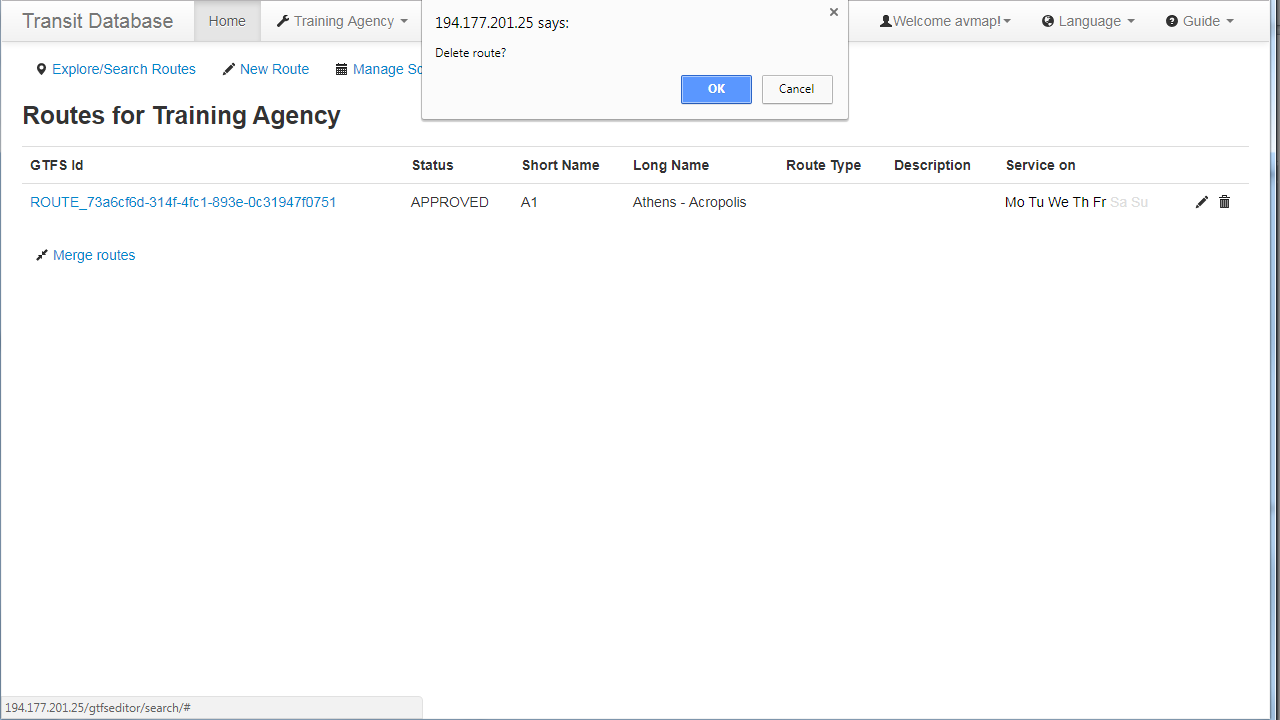 Transit Database Home Training Agency Welcome avmap! Language Guide
194.177.201.25 says:
Delete route?
OK Cancel
Explore/Search Routes New Route Manage Sc
Routes for Training Agency
GTFS Id Status Short Name Long Name Route Type Description Service on
ROUTE_73a6cf6d-314f-4fc1-893e-0c31947f0751 APPROVED A1 Athens - Acropolis Mo Tu We Th Fr Sa Su
Merge routes
194.177.201.25/gtfseditor/search/#